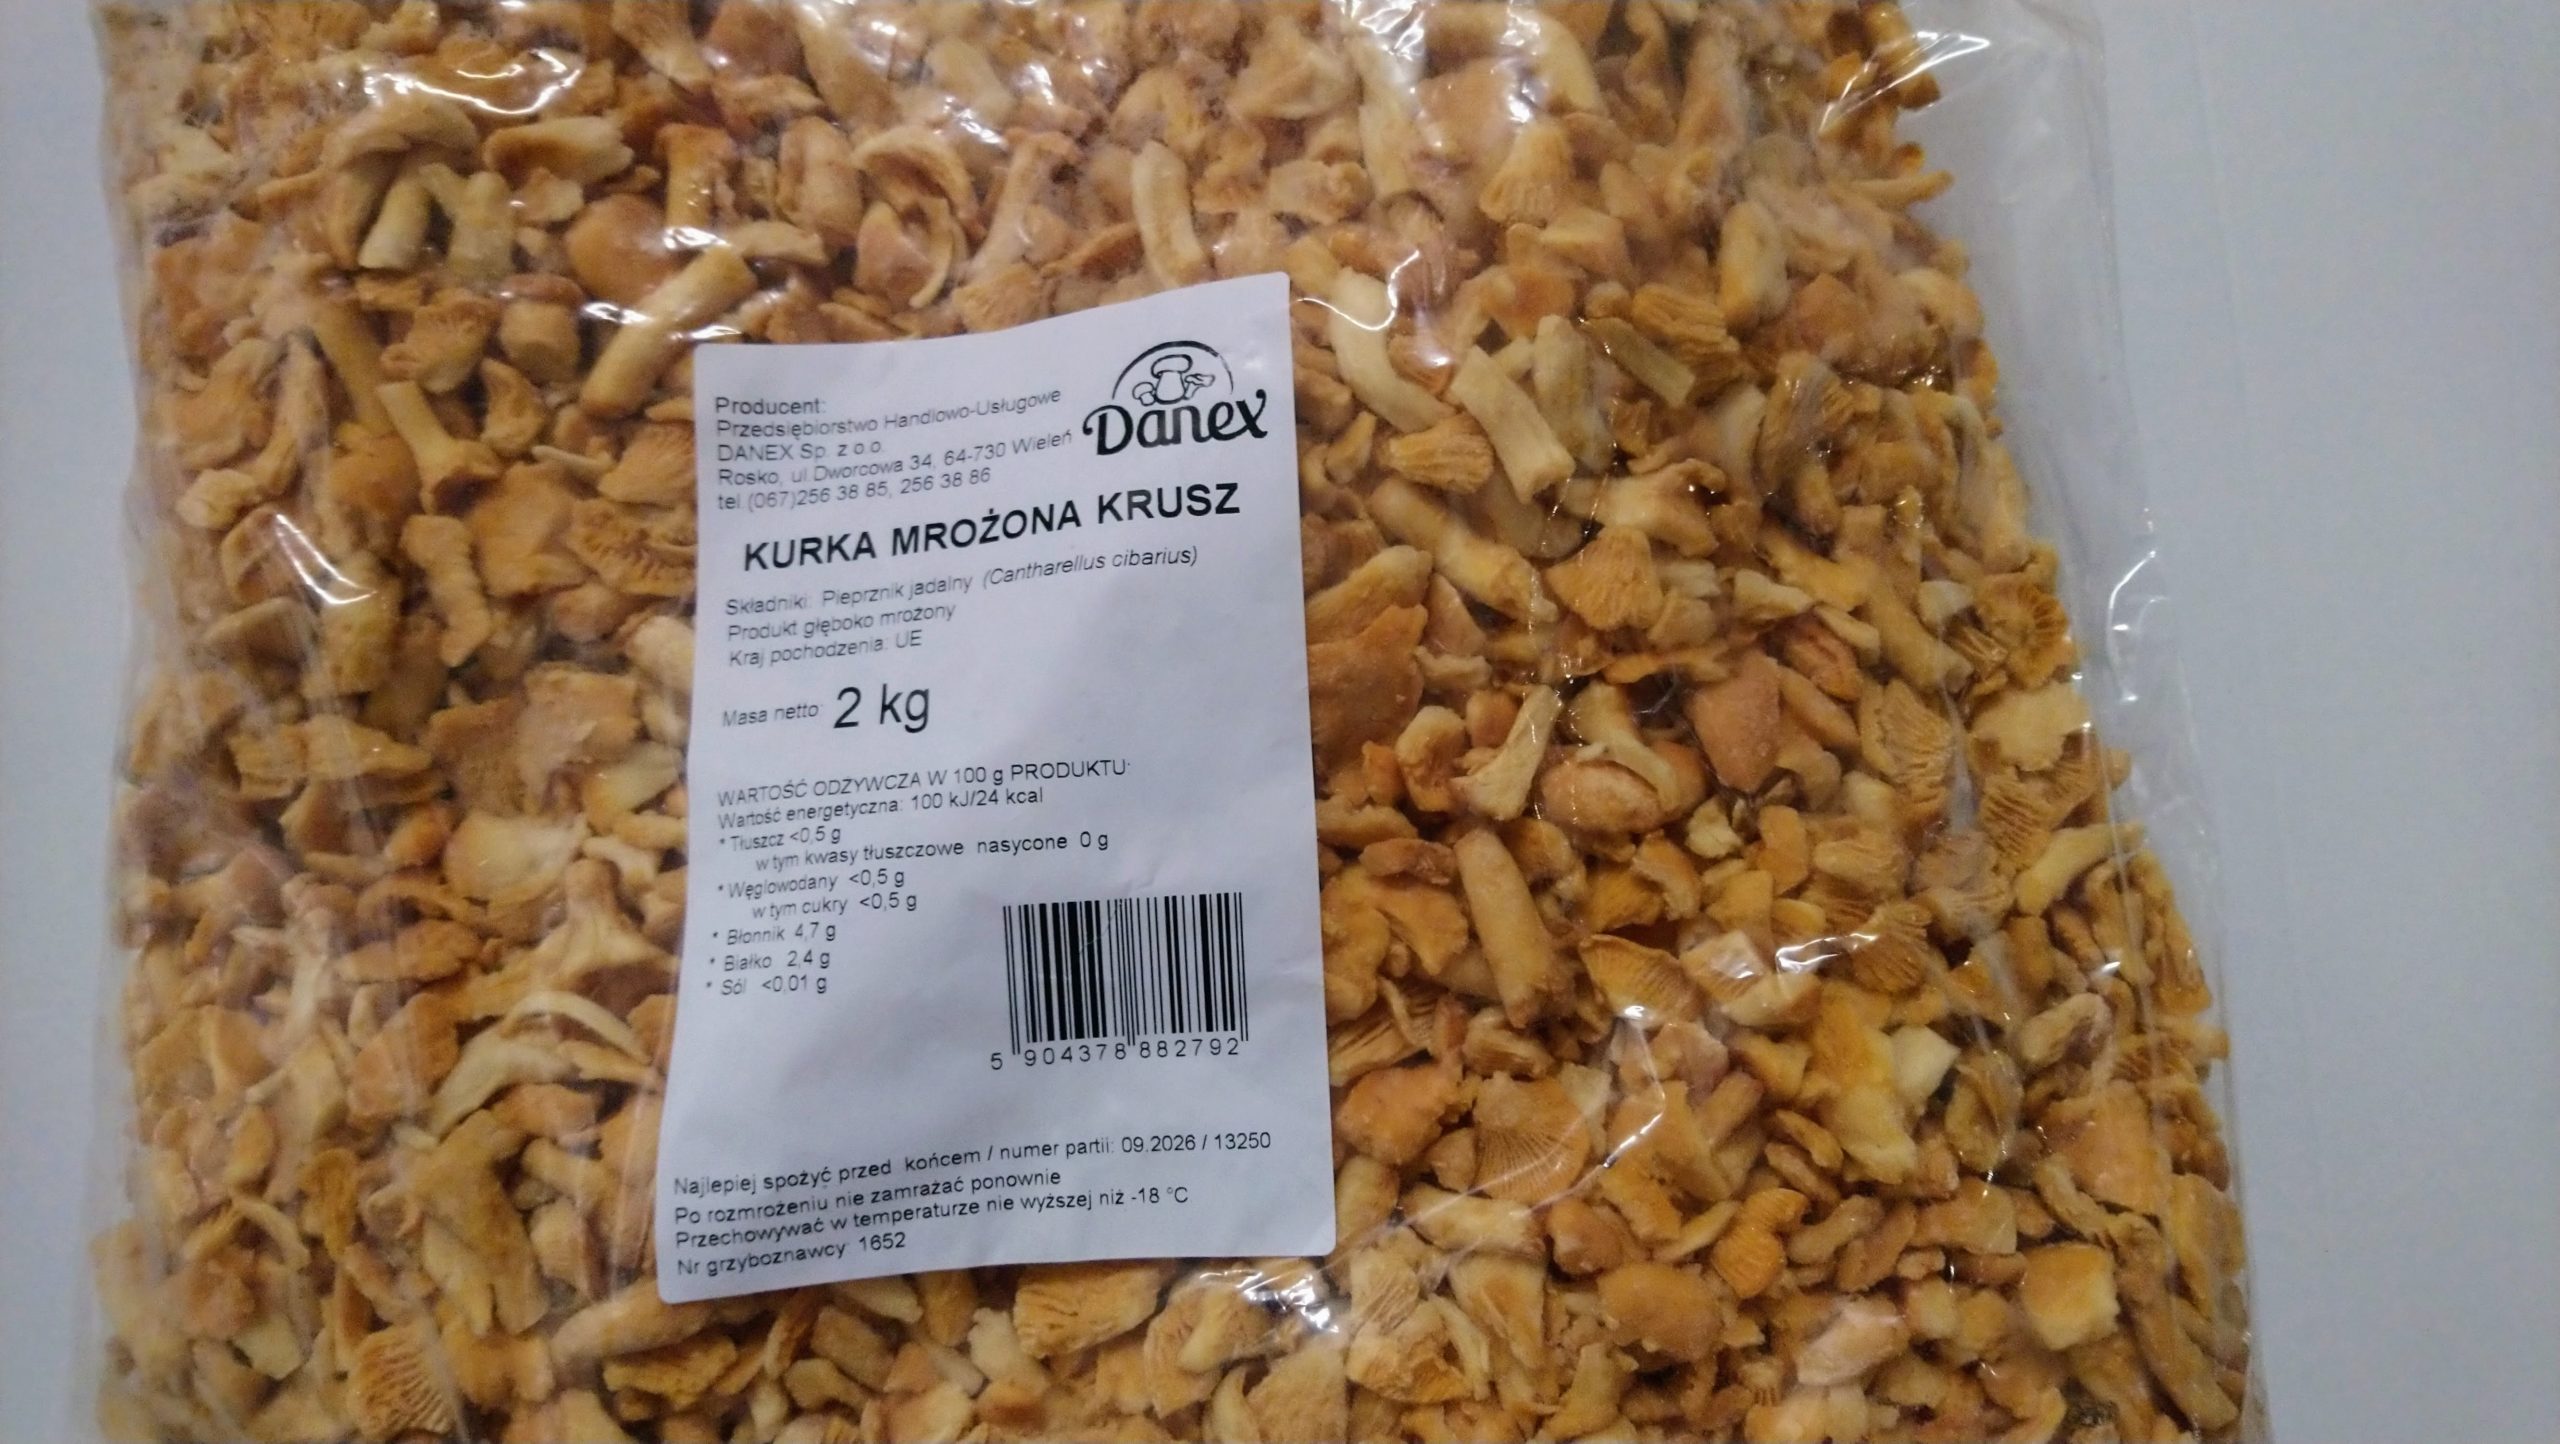 Producent:
Przedsiębiorstwo Handlowo-Usługowe
DANEX Sp. z o.o.
Rosko, ul.Dworcowa 34, 64-730 Wieleń
tel.(067)256 38 85, 256 38 86
Danex
KURKA MROŻONA KRUSZ
Składniki: Pieprznik jadalny (Cantharellus cibarius)
Produkt głęboko mrożony
Kraj pochodzenia: UE
Masa netto: 2 kg
WARTOŚĆ ODŻYWCZA W 100 g PRODUKTU:
Wartość energetyczna: 100 kJ/24 kcal
* Tłuszcz <0,5 g
w tym kwasy tłuszczowe nasycone 0 g
* Węglowodany <0,5 g
w tym cukry <0,5 g
* Błonnik 4,7 g
* Białko 2,4 g
* Sól <0,01 g
5 904378 882792
Najlepiej spożyć przed końcem / numer partii: 09.2026 / 13250
Po rozmrożeniu nie zamrażać ponownie
Przechowywać w temperaturze nie wyższej niż -18 °C
Nr grzyboznawcy: 1652